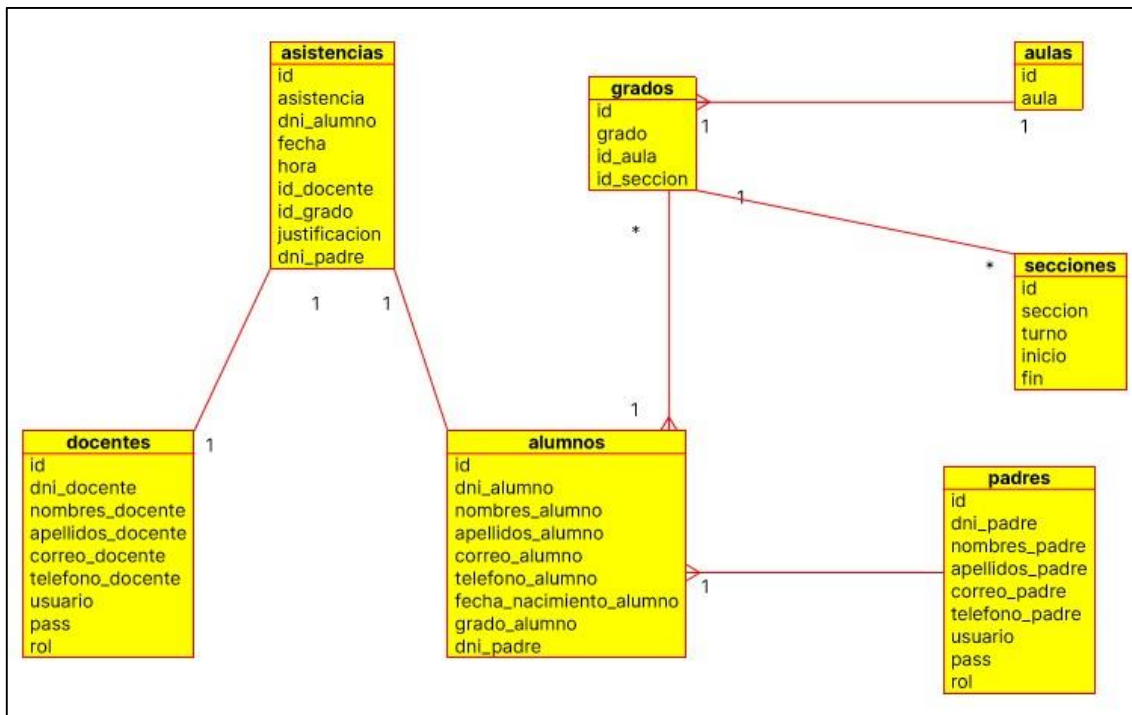 asistencias
id
asistencia
dni_alumno
fecha
hora
id_docente
id_grado
justificacion
dni_padre
1
1
grados
id
grado
id_aula
id_seccion
1
1
*
aulas
id
aula
1
*
secciones
id
seccion
turno
inicio
fin
docentes
id
dni_docente
nombres_docente
apellidos_docente
correo_docente
telefono_docente
usuario
pass
rol
1
1
alumnos
id
dni_alumno
nombres_alumno
apellidos_alumno
correo_alumno
telefono_alumno
fecha_nacimiento_alumno
grado_alumno
dni_padre
1
padres
id
dni_padre
nombres_padre
apellidos_padre
correo_padre
telefono_padre
usuario
pass
rol